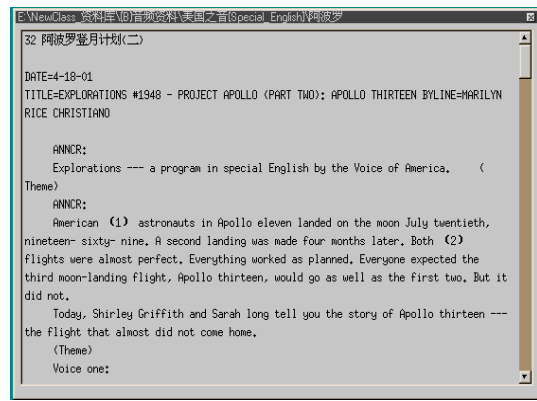 E:\NewClass_资料库\(B)音频资料\美国之音(Special_English)\阿波罗
32 阿波罗登月计划(二)
DATE=4-18-01
TITLE=EXPLORATIONS #1948 - PROJECT APOLLO (PART TWO): APOLLO THIRTEEN BYLINE=MARILYN
RICE CHRISTIANO
ANNCR:
Explorations --- a program in special English by the Voice of America. (
Theme)
ANNCR:
American (1) astronauts in Apollo eleven landed on the moon July twentieth,
nineteen- sixty- nine. A second landing was made four months later. Both (2)
flights were almost perfect. Everything worked as planned. Everyone expected the
third moon-landing flight, Apollo thirteen, would go as well as the first two. But it
did not.
Today, Shirley Griffith and Sarah long tell you the story of Apollo thirteen ---
the flight that almost did not come home.
(Theme)
Voice one: